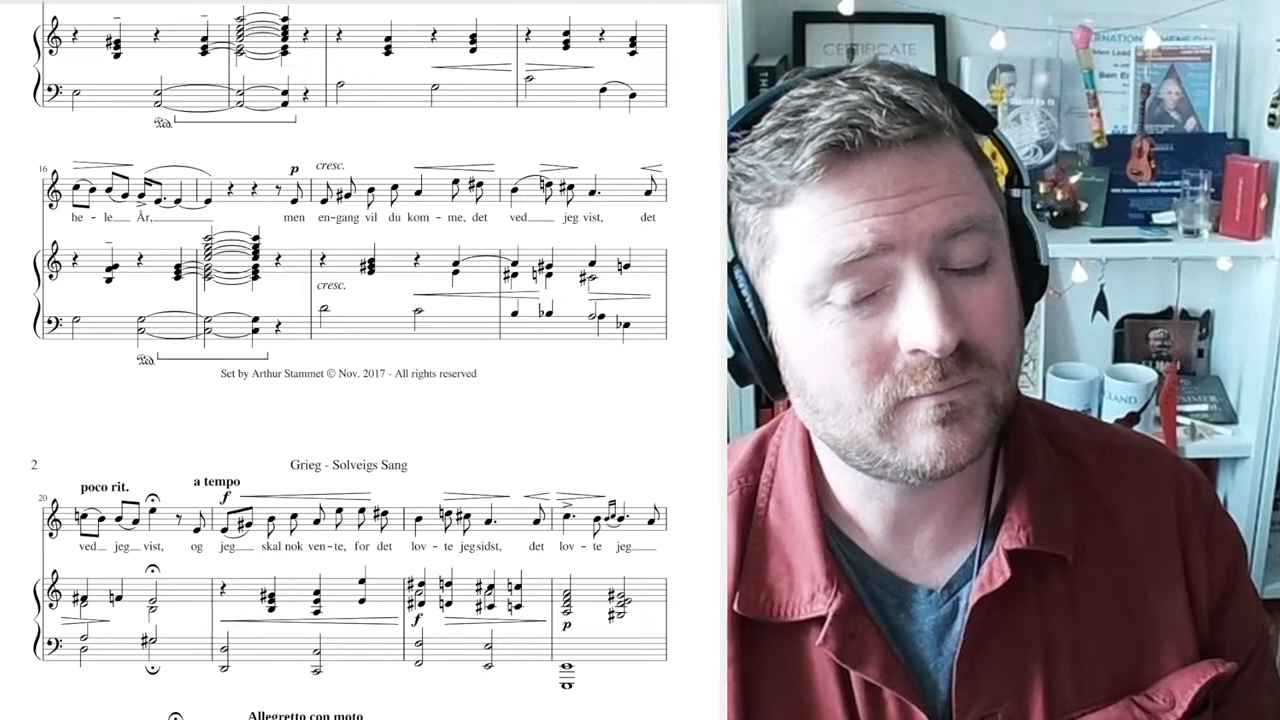 CERTIFICATE
16
cresc.
p
he - le År, men en-gang vil du kom - me, det ved jeg vist, det
cresc.
Ped.
Set by Arthur Stammet © Nov. 2017 - All rights reserved
2
Grieg - Solveigs Sang
20
poco rit.
a tempo
f
ved jeg vist, og jeg skal nok ven - te, for det lov - te jeg sidst, det lov - te jeg
f
p
Allegretto con moto